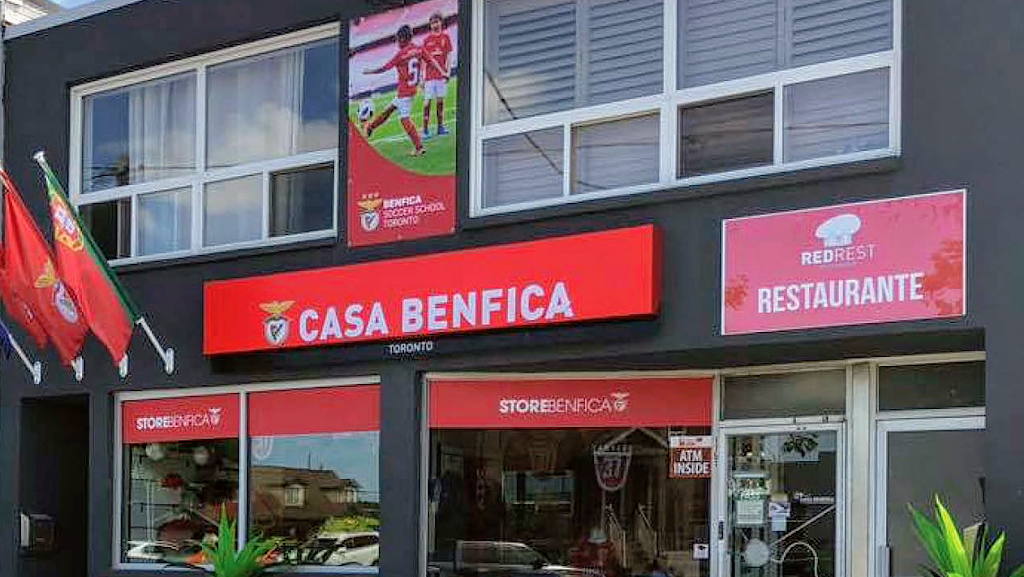 5
BENFICA
SOCCER SCHOOL
TORONTO
REDREST
RESTAURANTE
CASA BENFICA
TORONTO
STOREBENFICA
STOREBENFICA
ATM
INSIDE